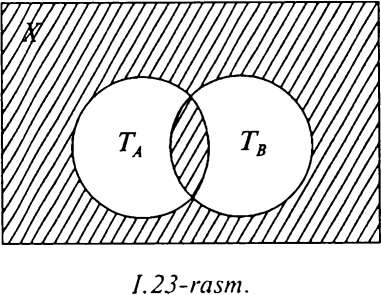 X
T_A T_B
I.23-rasm.